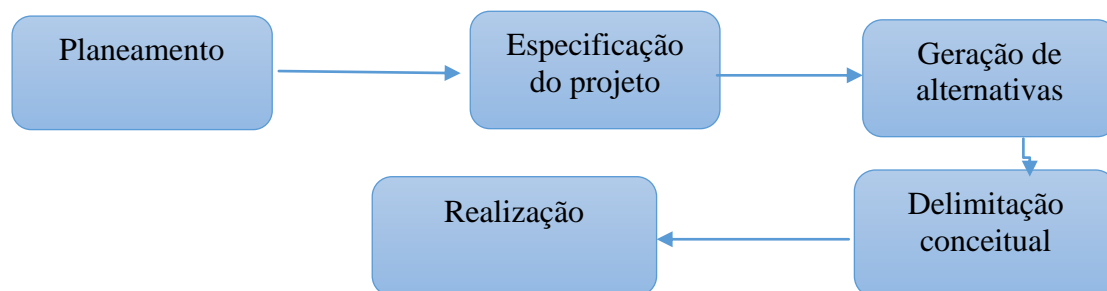 Planeamento
Especificação
do projeto
Geração de
alternativas
Delimitação
conceitual
Realização